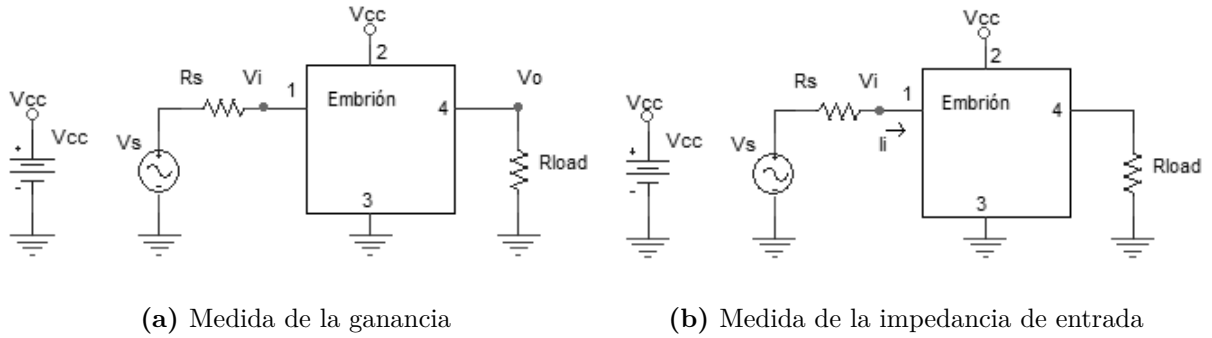 Vcc
2
Rs
Vi
1
Embrión
4
Vo
Vcc
Vcc
+
-
Vs
+
-
Rload
3
(a) Medida de la ganancia
Vcc
2
Rs
Vi
1
Embrión
4
Ii
Vcc
Vcc
+
-
Vs
+
-
Rload
3
(b) Medida de la impedancia de entrada